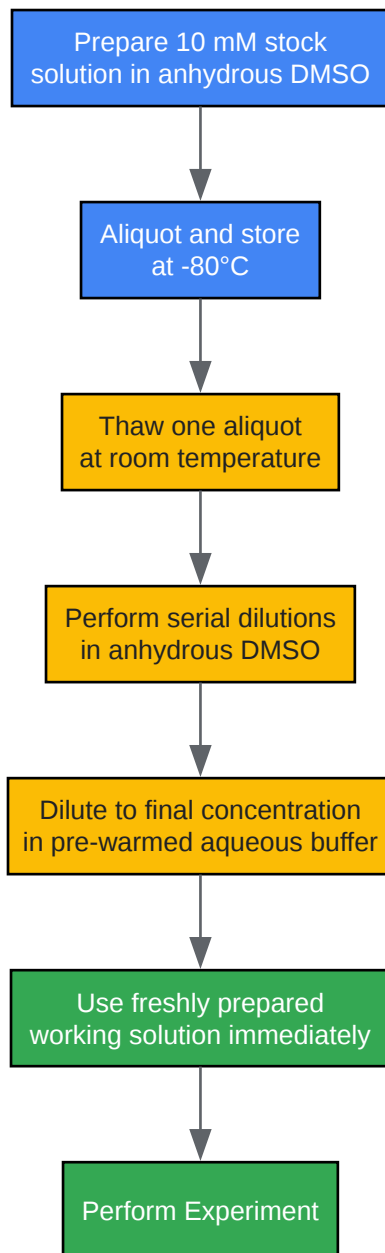 Prepare 10 mM stock
solution in anhydrous DMSO
Aliquot and store
at -80°C
Thaw one aliquot
at room temperature
Perform serial dilutions
in anhydrous DMSO
Dilute to final concentration
in pre-warmed aqueous buffer
Use freshly prepared
working solution immediately
Perform Experiment